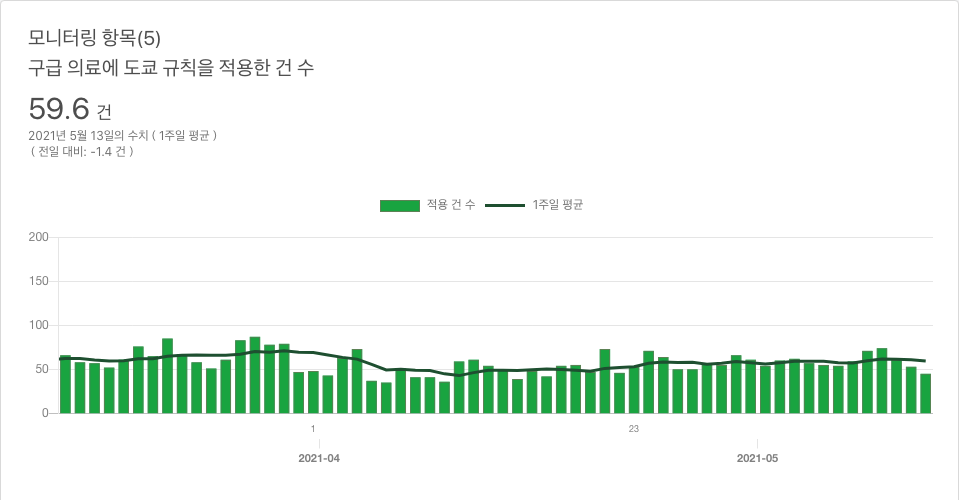 모니터링 항목(5)
구급 의료에 도쿄 규칙을 적용한 건 수
59.6 건
2021년 5월 13일의 수치 ( 1주일 평균 )
( 전일 대비: -1.4 건 )
적용 건 수 1주일 평균
200
150
100
50
0
1 23
2021-04 2021-05